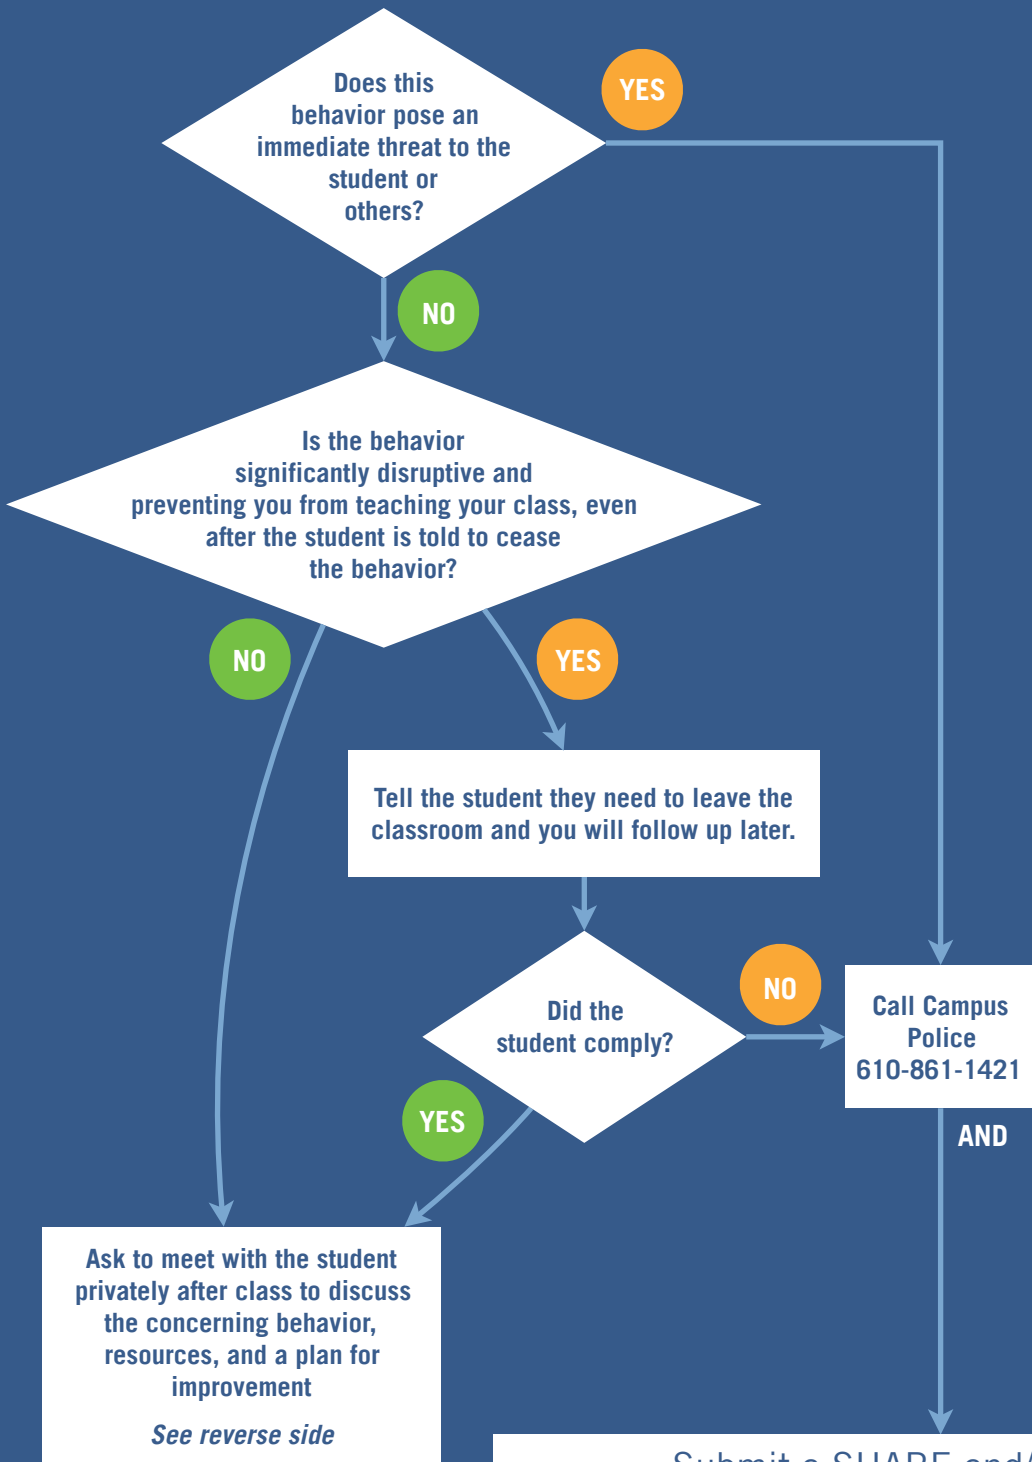 Does this
behavior pose an
immediate threat to the
student or
others?
YES
NO
Is the behavior
significantly disruptive and
preventing you from teaching your class, even
after the student is told to cease
the behavior?
NO
YES
Tell the student they need to leave the
classroom and you will follow up later.
Did the
student comply?
NO
Call Campus
Police
610-861-1421
YES
AND
Ask to meet with the student
privately after class to discuss
the concerning behavior,
resources, and a plan for
improvement
See reverse side
Submit a SHARE and/